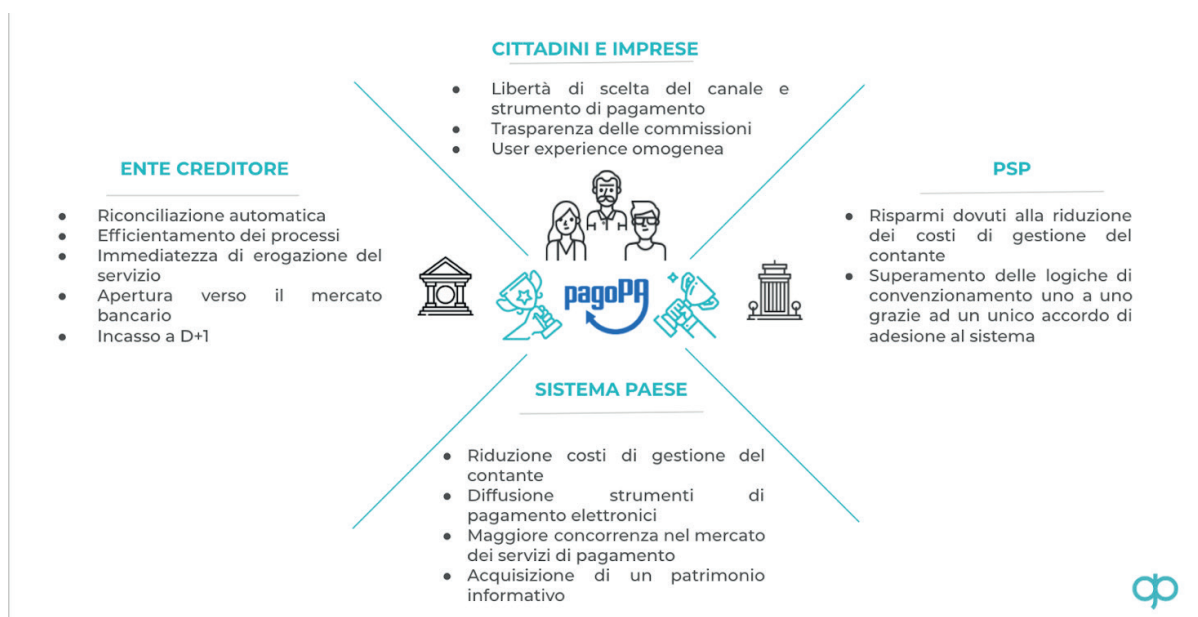 CITTADINI E IMPRESE
● Libertà di scelta del canale e
strumento di pagamento
● Trasparenza delle commissioni
● User experience omogenea
ENTE CREDITORE
● Riconciliazione automatica
● Efficientamento dei processi
● Immediatezza di erogazione del
servizio
● Apertura verso il mercato
bancario
● Incasso a D+1
pagoPA
PSP
● Risparmi dovuti alla riduzione
dei costi di gestione del
contante
● Superamento delle logiche di
convenzionamento uno a uno
grazie ad un unico accordo di
adesione al sistema
SISTEMA PAESE
● Riduzione costi di gestione del
contante
● Diffusione strumenti di
pagamento elettronici
● Maggiore concorrenza nel mercato
dei servizi di pagamento
● Acquisizione di un patrimonio
informativo